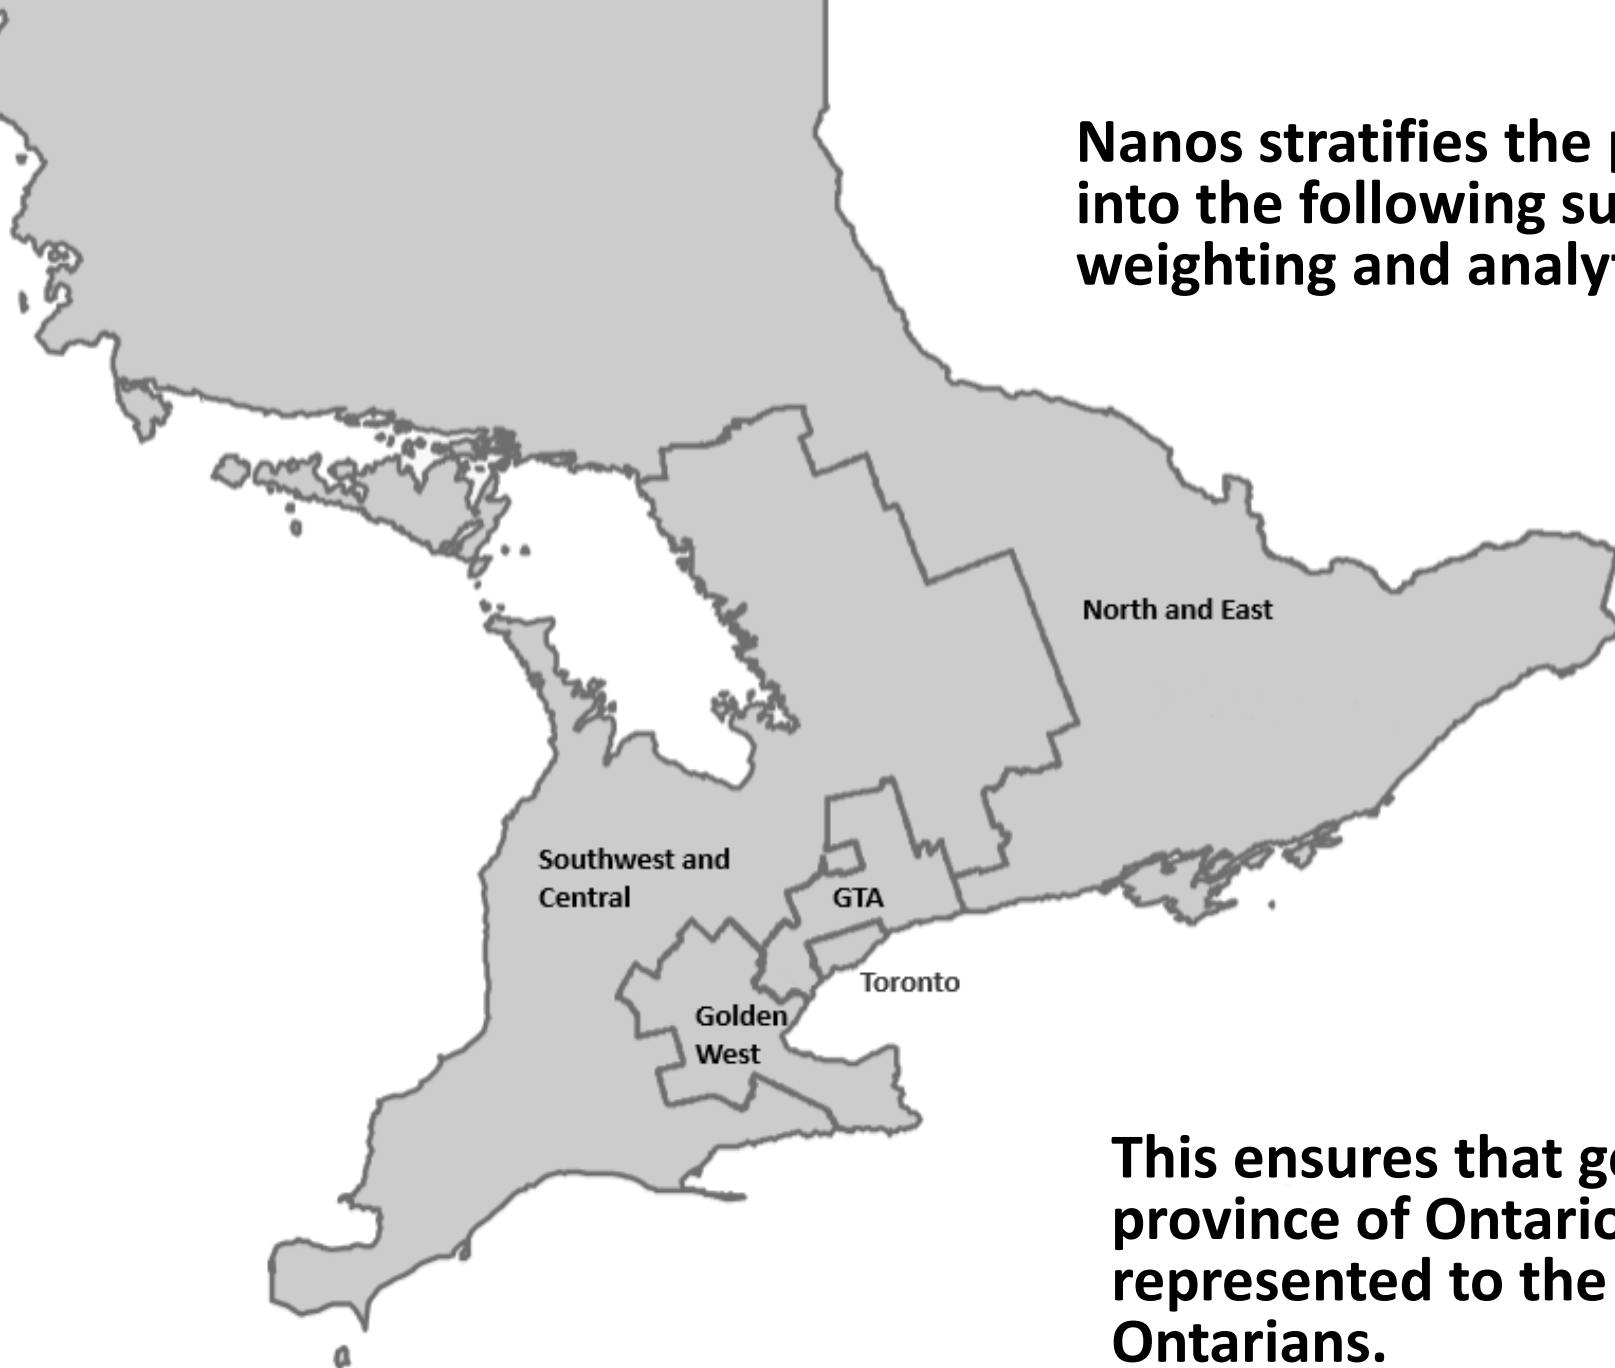 Nanos stratifies the
into the following
weighting and
North and East
Southwest and
Central
GTA
Toronto
Golden
West
This ensures that
province of
represented to the
Ontarians.